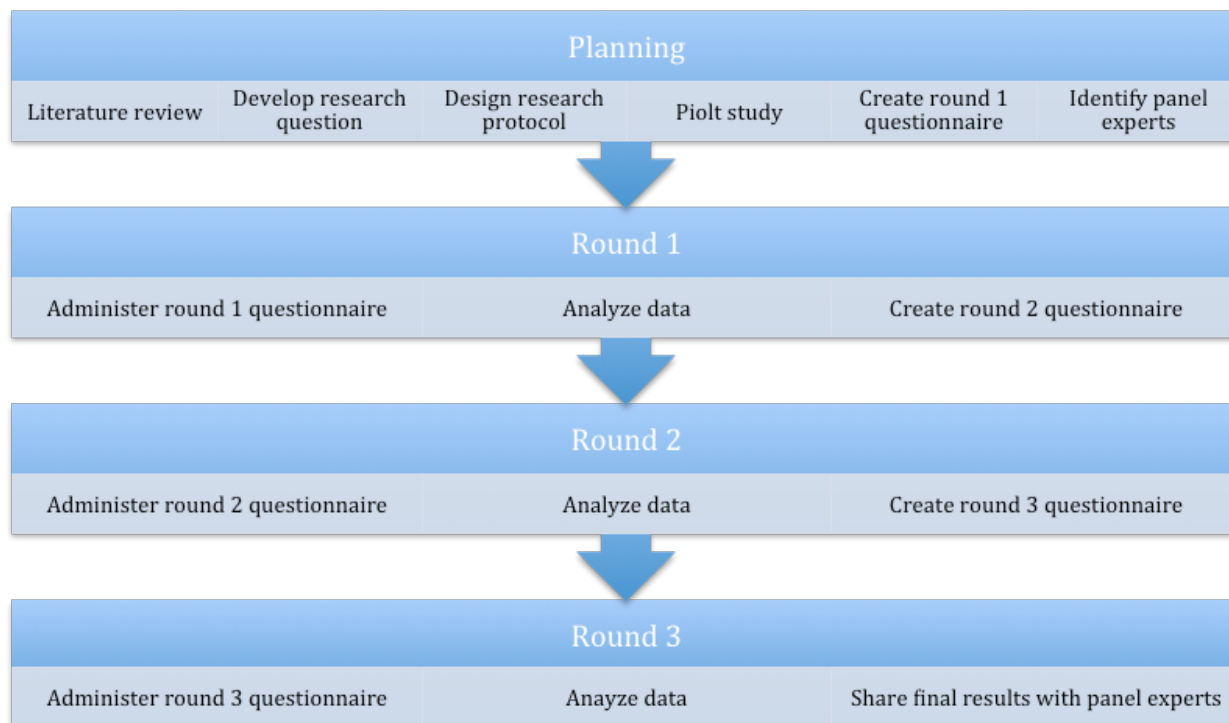 Planning
Literature review
Develop research
question
Design research
protocol
Piolt study
Create round 1
questionnaire
Identify panel
experts
Round 1
Administer round 1 questionnaire
Analyze data
Create round 2 questionnaire
Round 2
Administer round 2 questionnaire
Analyze data
Create round 3 questionnaire
Round 3
Administer round 3 questionnaire
Anayze data
Share final results with panel experts